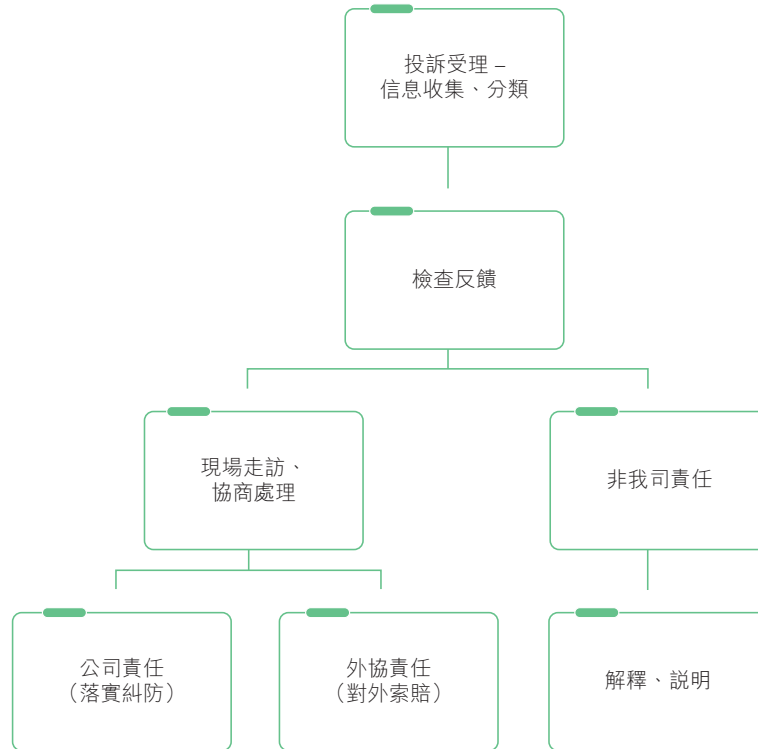 投訴受理 –
信息收集、分類
檢查反饋
現場走訪、
協商處理
非我司責任
公司責任
（落實糾防）
外協責任
（對外索賠）
解釋、説明